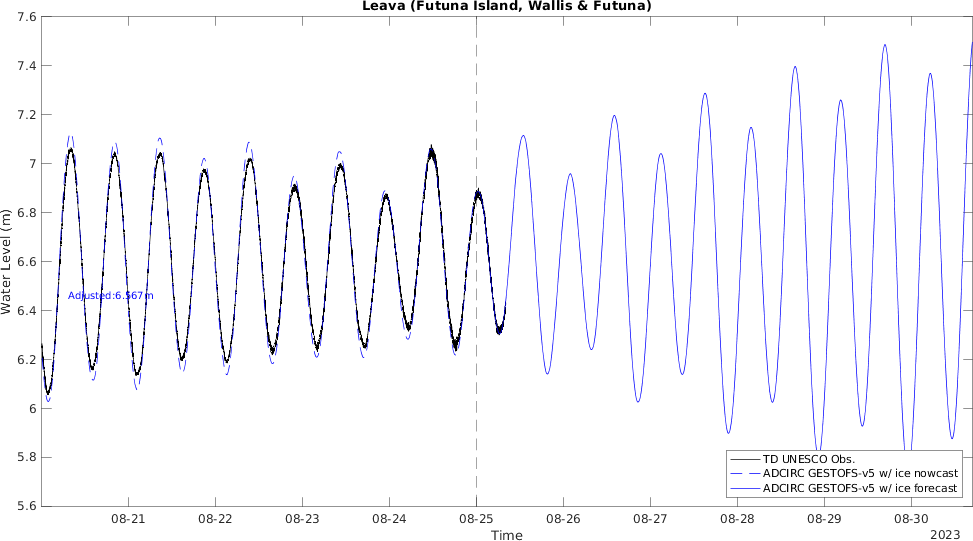 Leava (Futuna Island, Wallis & Futuna)
7.6
7.4
7.2
7
6.8
6.6
6.4
6.2
6
5.8
5.6
Water Level (m)
Adjusted:6.567m
TD UNESCO Obs.
ADCIRC GESTOFS-v5 w/ ice nowcast
ADCIRC GESTOFS-v5 w/ ice forecast
08-21 08-22 08-23 08-24 08-25 08-26 08-27 08-28 08-29 08-30
Time
2023